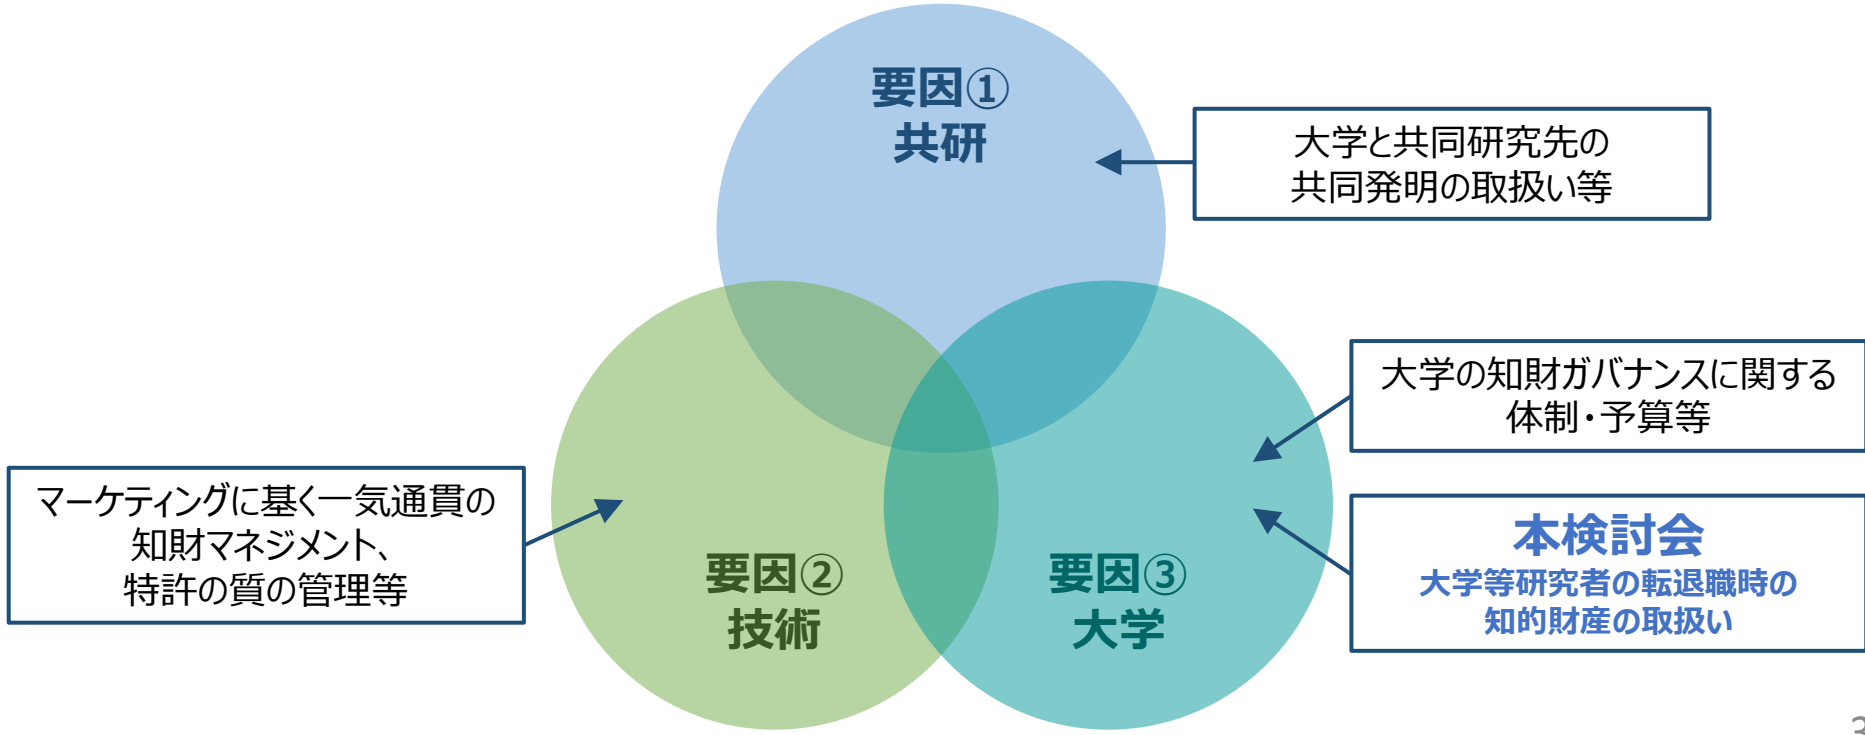 要因①
共研
大学と共同研究先の
共同発明の取扱い等
大学の知財ガバナンスに関する
体制・予算等
マーケティングに基く一気通貫の
知財マネジメント、
特許の質の管理等
要因②
技術
要因③
大学
本検討会
大学等研究者の転退職時の
知的財産の取扱い
3